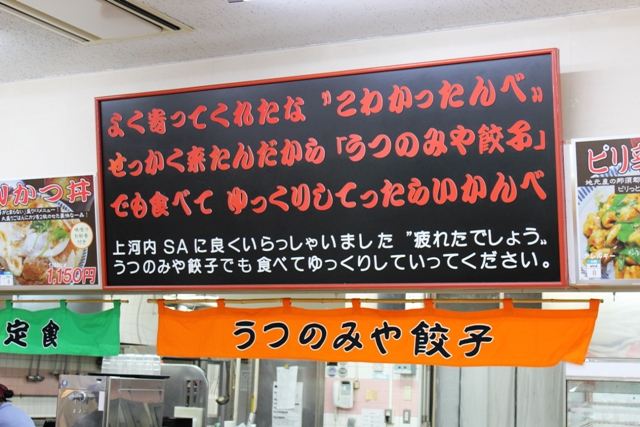 よく寄ってくれたな〝こわかったんべ〟
せっかく来たんだから「うつのみや餃子」
でも食べて ゆっくりしてったらいかんべ
上河内SAに良くいらっしゃいました〝疲れたでしょう〟
うつのみや餃子でも食べてゆっくりしていってください。
かつ丼
1,150円
ピリ
定食
うつのみや餃子